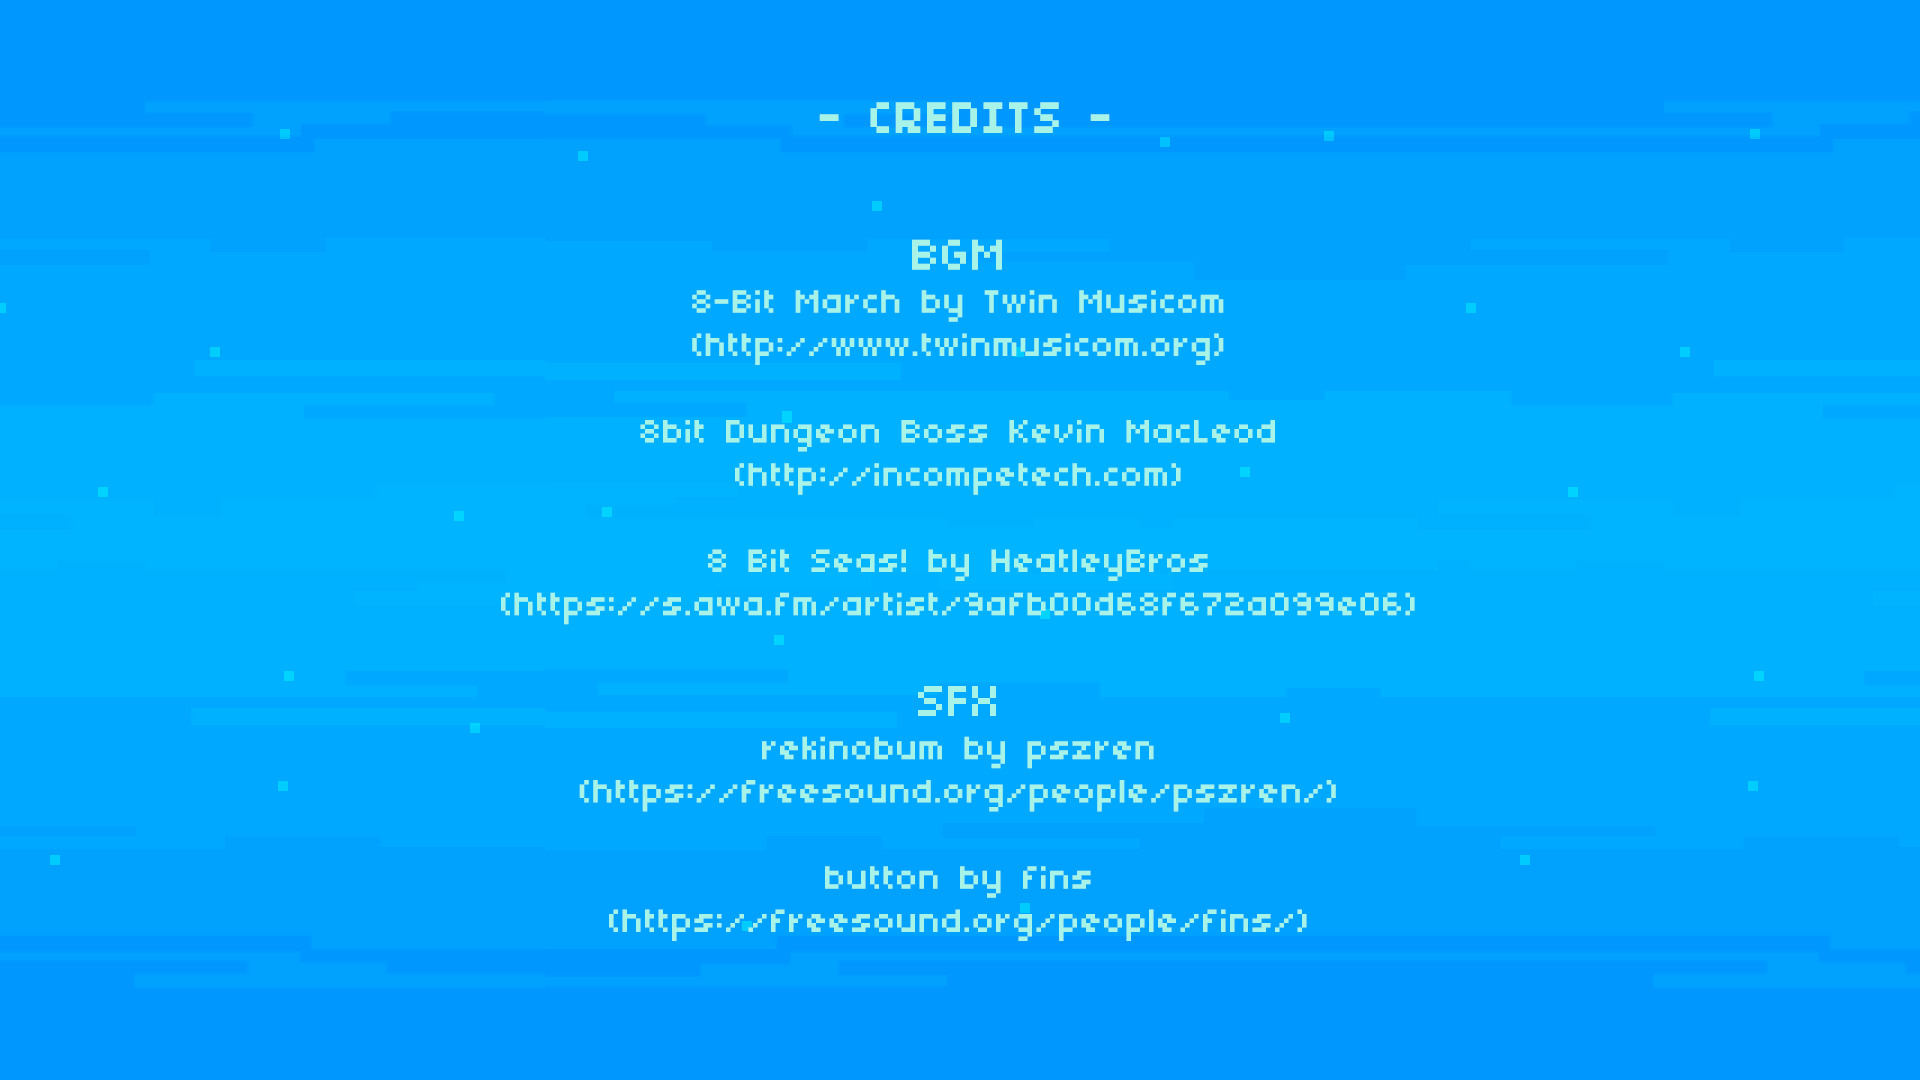 - CREDITS -
BGM
8-Bit March by Twin Musicom
(http://www.twinmusicom.org)
8bit Dungeon Boss Kevin MacLeod
(http://incompetech.com)
8 Bit Seas! by HeatleyBros
(https://s.awa.fm/artist/9afb00d68f672a099e06)
SFX
rekinobum by pszren
(https://freesound.org/people/pszren/)
button by fins
(https://freesound.org/people/fins/)